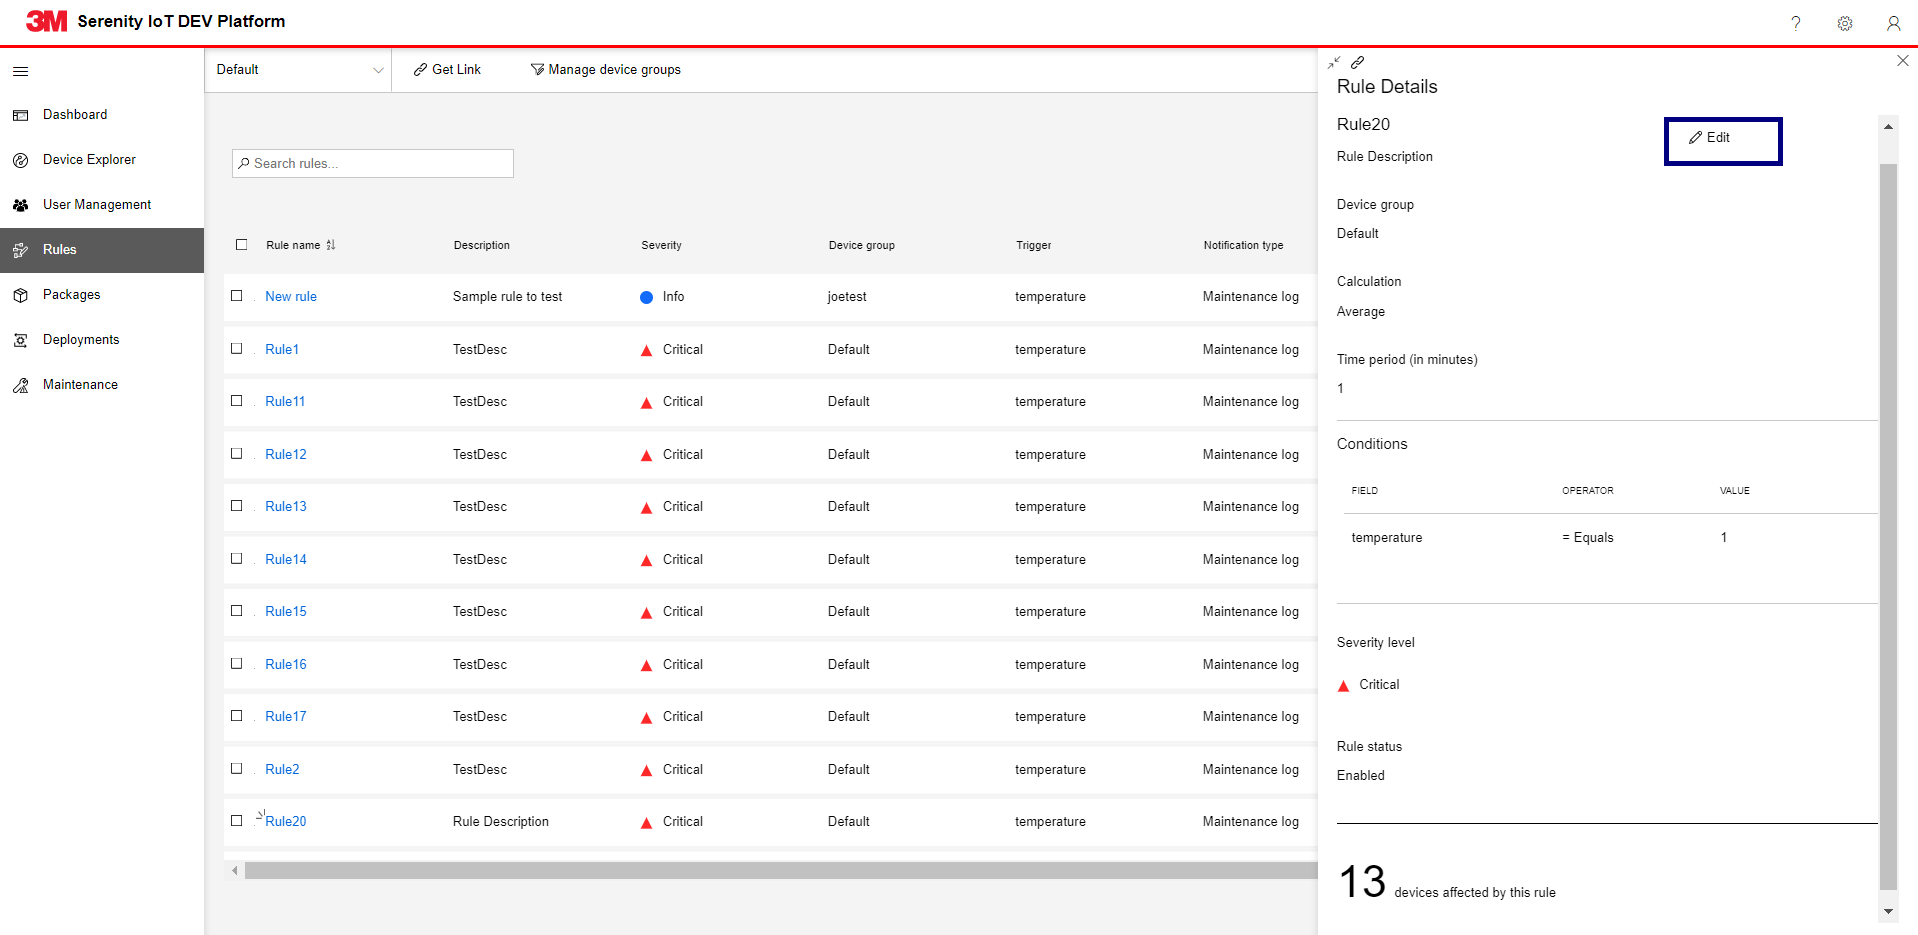 3M Serenity IoT DEV Platform
?
Default
Get Link
Manage device groups
Dashboard
Device Explorer
User Management
Rules
Packages
Deployments
Maintenance
Search rules...
Rule name Description Severity Device group Trigger Notification type
New rule Sample rule to test Info joetest temperature Maintenance log
Rule1 TestDesc Critical Default temperature Maintenance log
Rule11 TestDesc Critical Default temperature Maintenance log
Rule12 TestDesc Critical Default temperature Maintenance log
Rule13 TestDesc Critical Default temperature Maintenance log
Rule14 TestDesc Critical Default temperature Maintenance log
Rule15 TestDesc Critical Default temperature Maintenance log
Rule16 TestDesc Critical Default temperature Maintenance log
Rule17 TestDesc Critical Default temperature Maintenance log
Rule2 TestDesc Critical Default temperature Maintenance log
Rule20 Rule Description Critical Default temperature Maintenance log
Rule Details
Rule20
Edit
Rule Description
Device group
Default
Calculation
Average
Time period (in minutes)
1
Conditions
FIELD OPERATOR VALUE
temperature = Equals 1
Severity level
Critical
Rule status
Enabled
13 devices affected by this rule